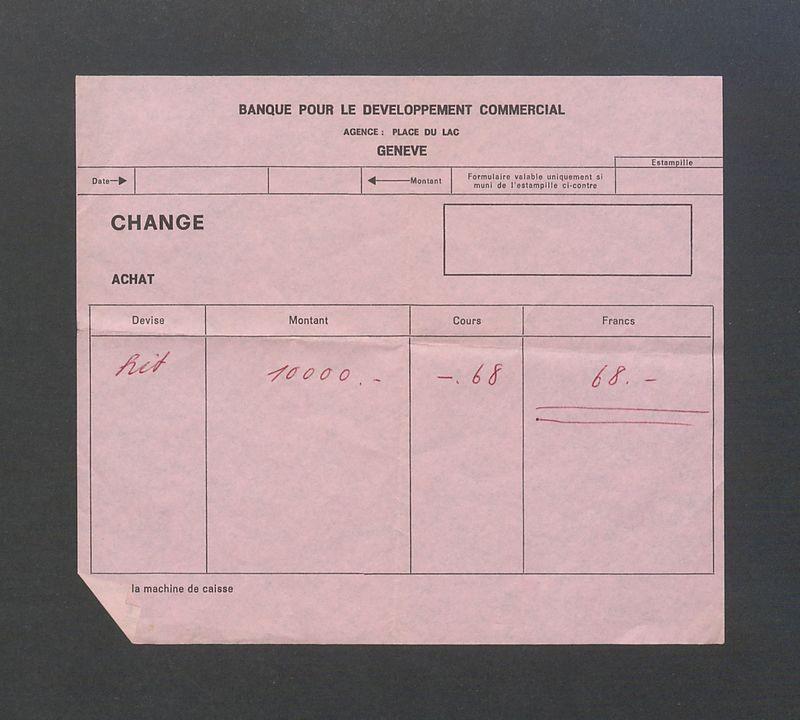 BANQUE POUR LE DEVELOPPEMENT COMMERCIAL
AGENCE : PLACE DU LAC
GENEVE
Estampille
Date
Montant
Formulaire valable uniquement si
muni de l'estampille ci-contre
CHANGE
ACHAT
Devise Montant Cours Francs
Lit 10000.- -.68 68.-
la machine de caisse